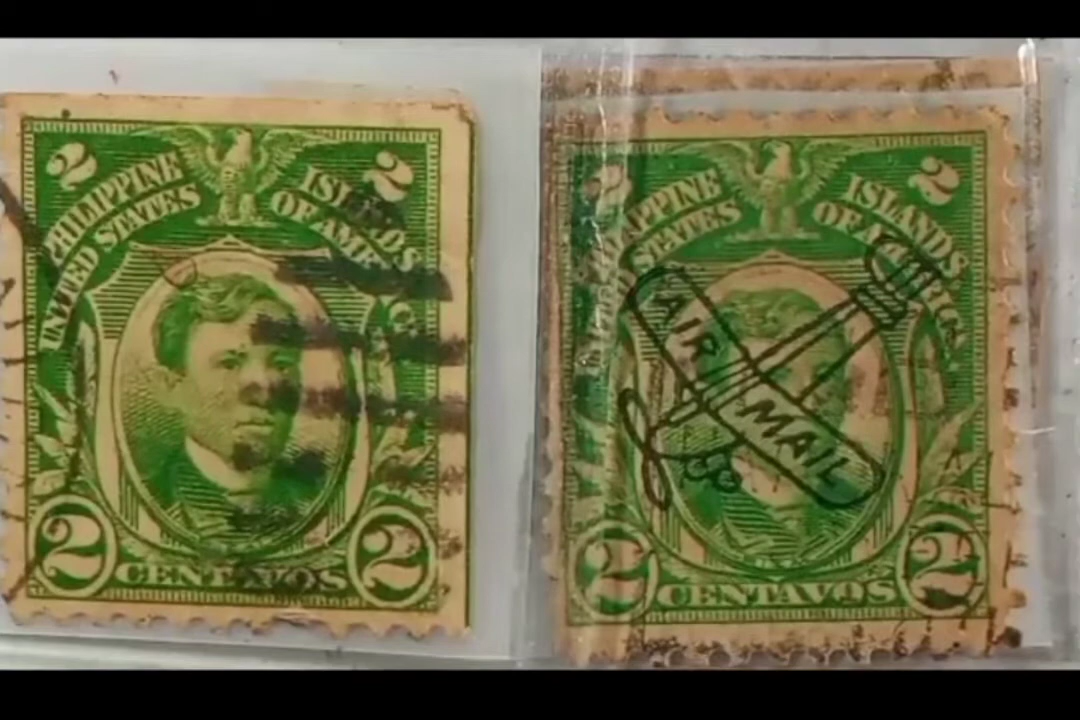 2 2
PHILIPPINE ISLANDS
UNITED STATES OF AMERICA
2 CENTAVOS 2
2 2
PHILIPPINE ISLANDS
UNITED STATES OF AMERICA
AIR MAIL
2 CENTAVOS 2